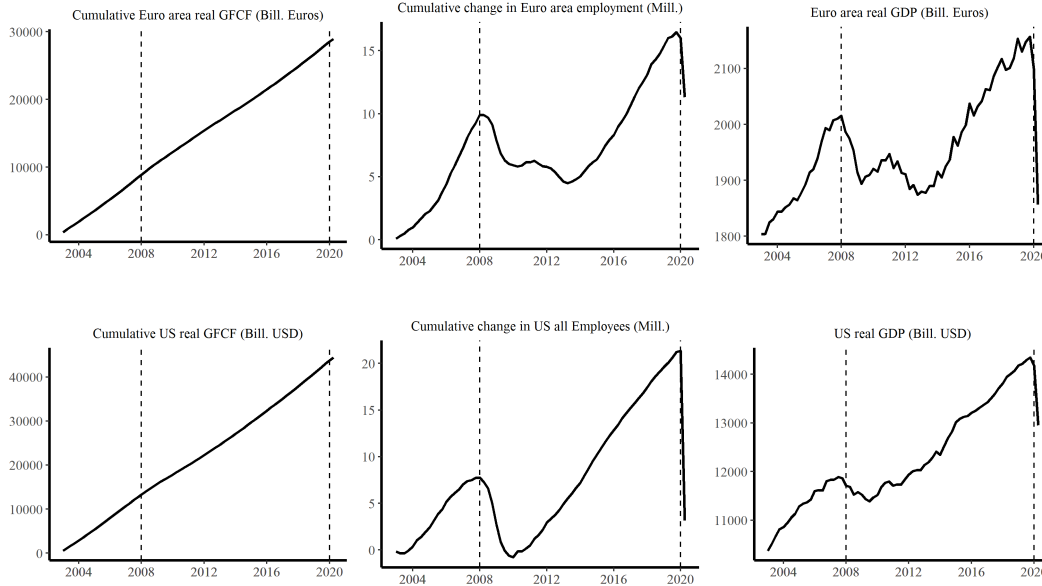 Cumulative Euro area real GFCF (Bill. Euros)
30000
20000
10000
0
2004 2008 2012 2016 2020
Cumulative change in Euro area employment (Mill.)
15
10
5
0
2004 2008 2012 2016 2020
Euro area real GDP (Bill. Euros)
2100
2000
1900
1800
2004 2008 2012 2016 202
Cumulative US real GFCF (Bill. USD)
40000
30000
20000
10000
0
2004 2008 2012 2016 2020
Cumulative change in US all Employees (Mill.)
20
15
10
5
0
2004 2008 2012 2016 2020
US real GDP (Bill. USD)
14000
13000
12000
11000
2004 2008 2012 2016 202